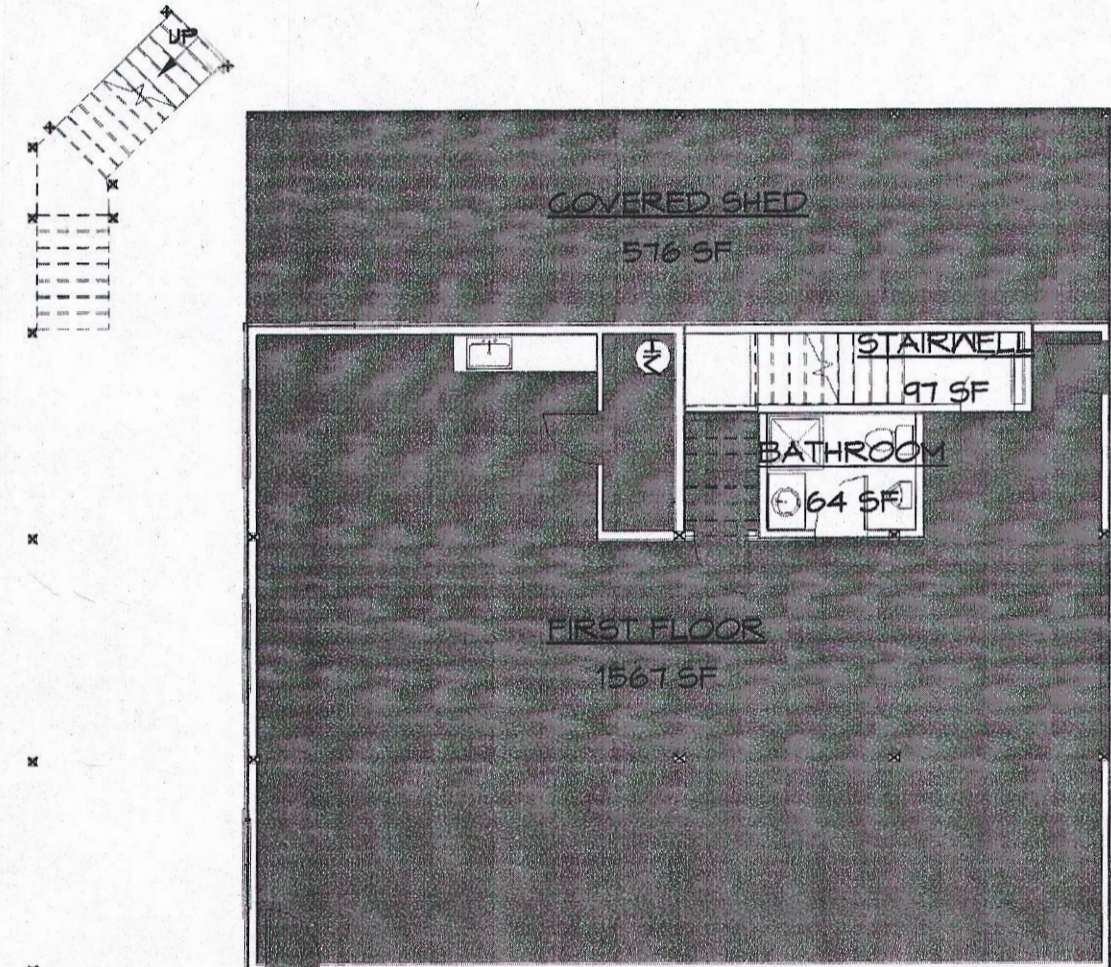 UP
COVERED SHED
576 SF
STAIRWELL
97 SF
BATHROOM
64 SF
FIRST FLOOR
1567 SF